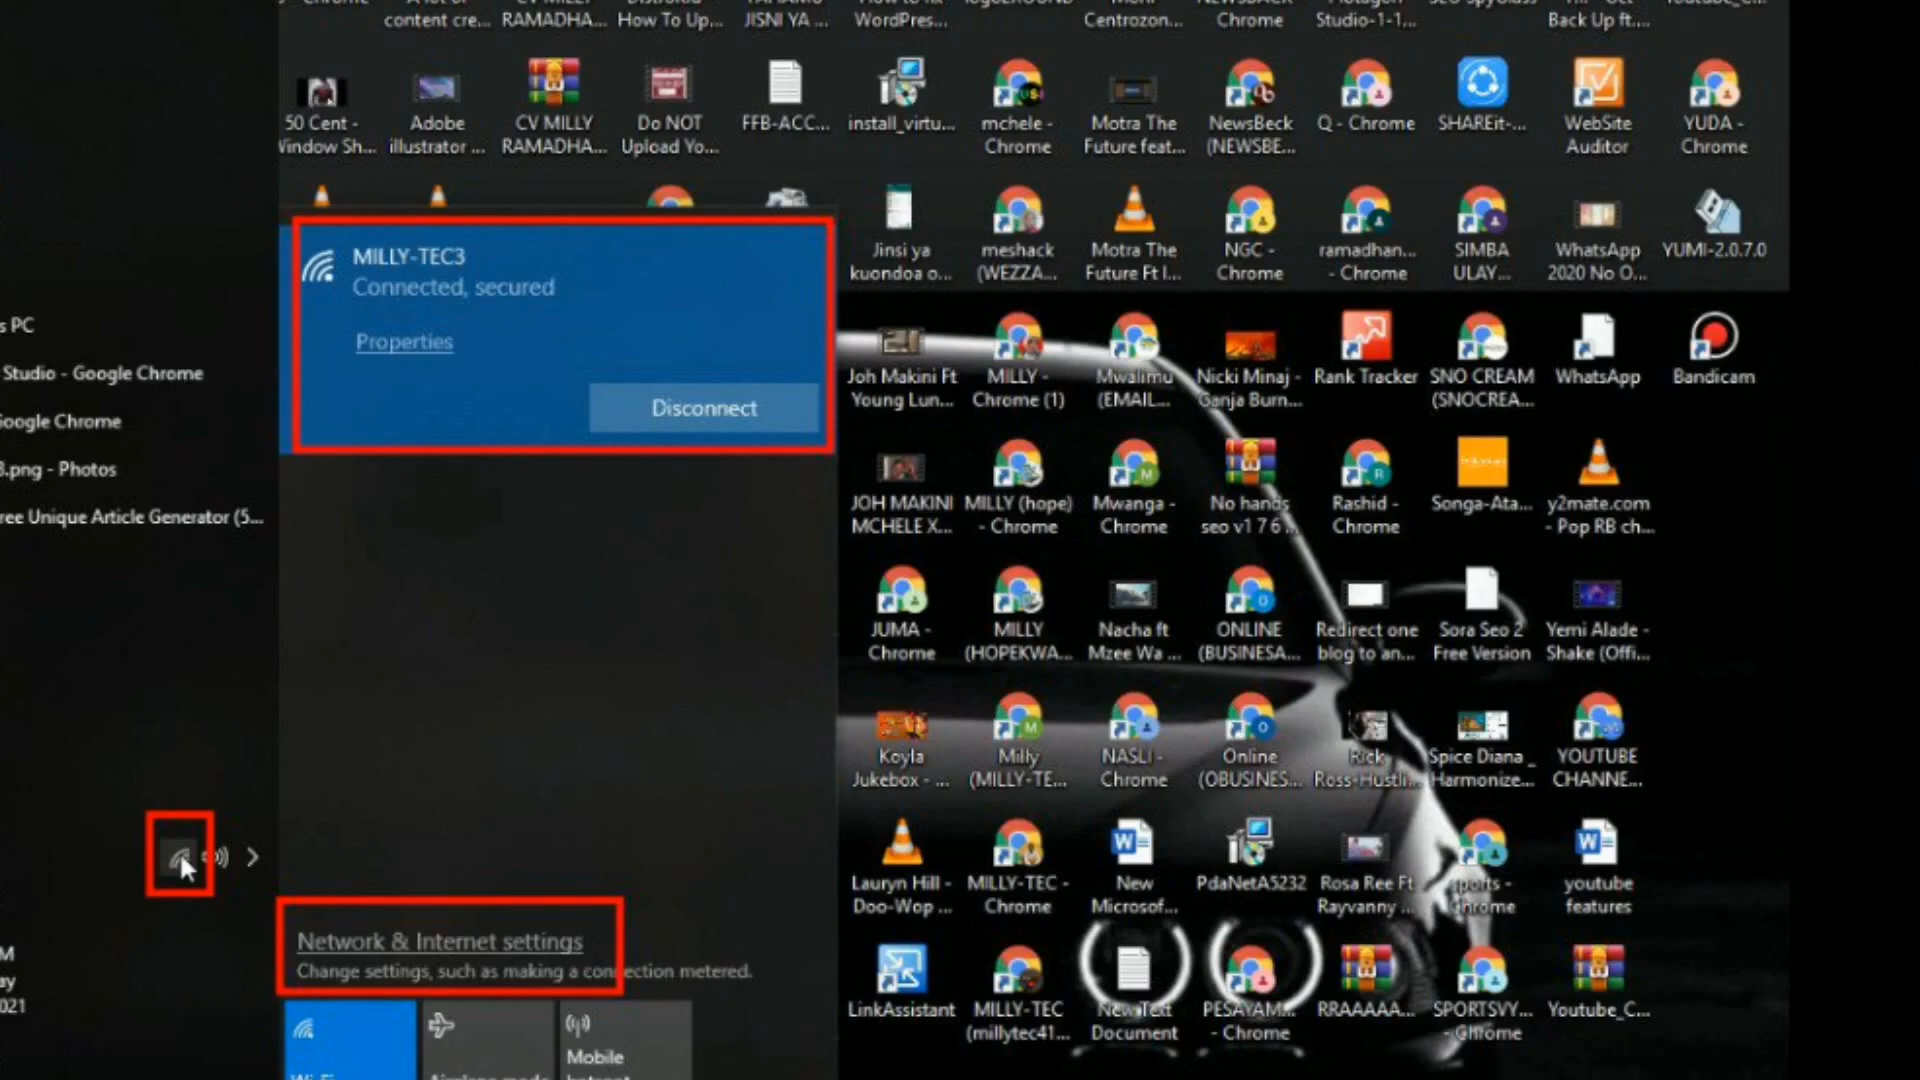 content cre...
RAMADHA...
How To Up...
JISNI YA ...
WordPres...
Centrozon...
Chrome
Studio-1-1...
Back Up ft....
50 Cent -
Window Sh...
Adobe
illustrator ...
CV MILLY
RAMADHA...
Do NOT
Upload Yo...
FFB-ACC...
install_virtu...
mchele -
Chrome
Motra The
Future feat...
NewsBeck
(NEWSBE...
Q - Chrome
SHAREit-...
WebSite
Auditor
YUDA -
Chrome
Jinsi ya
kuondoa o...
meshack
(WEZZA...
Motra The
Future Ft I...
NGC -
Chrome
ramadhan...
- Chrome
SIMBA
ULAY...
WhatsApp
2020 No O...
YUMI-2.0.7.0
MILLY-TEC3
Connected, secured
Properties
Disconnect
s PC
Studio - Google Chrome
Google Chrome
3.png - Photos
ree Unique Article Generator (5...
Joh Makini Ft
Young Lun...
MILLY -
Chrome (1)
Mwalimu
(EMAIL...
Nicki Minaj -
Ganja Burn...
Rank Tracker
SNO CREAM
(SNOCREA...
WhatsApp
Bandicam
JOH MAKINI
MCHELE X...
MILLY (hope)
- Chrome
Mwanga -
Chrome
No hands
seo v1 7 6 ...
Rashid -
Chrome
Songa-Ata...
y2mate.com
- Pop RB ch...
JUMA -
Chrome
MILLY
(HOPEKWA...
Nacha ft
Mzee Wa ...
ONLINE
(BUSINESA...
Redirect one
blog to an...
Sora Seo 2
Free Version
Yemi Alade -
Shake (Offi...
Koyla
Jukebox - ...
Milly
(MILLY-TE...
NASLI -
Chrome
Online
(OBUSINES...
Rick
Ross-Hustli...
Spice Diana _
Harmonize...
YOUTUBE
CHANNE...
Lauryn Hill -
Doo-Wop ...
MILLY-TEC -
Chrome
New
Microsof...
PdaNetA5232
Rosa Ree Ft
Rayvanny ...
sports -
Chrome
youtube
features
LinkAssistant
MILLY-TEC
(millytec41...
New Text
Document
PESAYAM...
- Chrome
RRAAAAA...
SPORTSVY...
- Chrome
Youtube_C...
Network & Internet settings
Change settings, such as making a connection metered.
M
ay
2021
Mobile